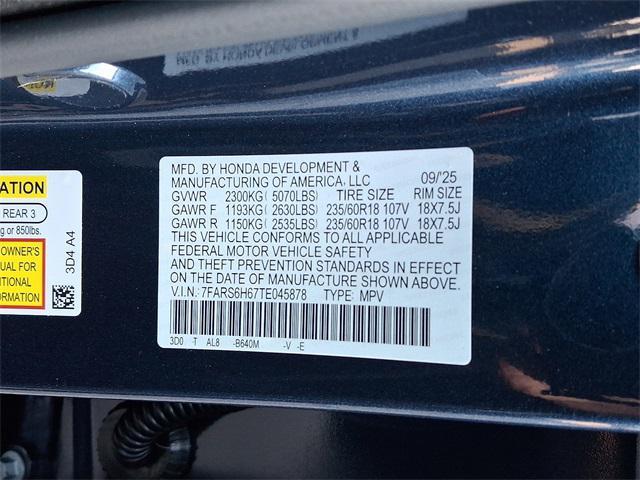 MFD. BY HONDA DEVELOPMENT &
MANUFACTURING OF AMERICA, LLC 09/'25
GVWR 2300KG( 5070LBS) TIRE SIZE RIM SIZE
GAWR F 1193KG( 2630LBS) 235/60R18 107V 18X7.5J
GAWR R 1150KG( 2535LBS) 235/60R18 107V 18X7.5J
THIS VEHICLE CONFORMS TO ALL APPLICABLE
FEDERAL MOTOR VEHICLE SAFETY
AND THEFT PREVENTION STANDARDS IN EFFECT
ON THE DATE OF MANUFACTURE SHOWN ABOVE.
V.I.N.: 7FARS6H67TE045878 TYPE: MPV
3D0 -T AL8 -B640M -V -E
ATION
REAR 3
g or 850lbs.
OWNER'S
UAL FOR
ITIONAL
ORMATION
3D4 A4